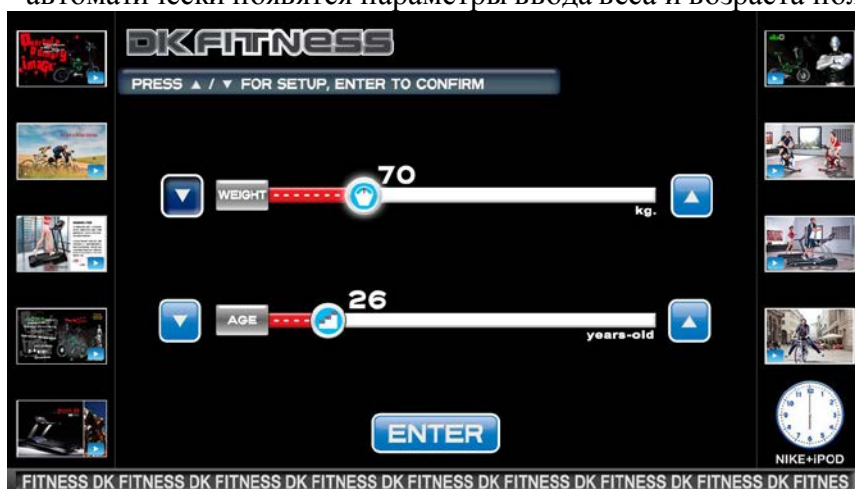 автоматически появятся параметры ввода веса и возраста пол
DKFITNESS
PRESS ▲ / ▼ FOR SETUP, ENTER TO CONFIRM
70
WEIGHT
kg.
26
AGE
years-old
ENTER
NIKE+iPOD
FITNESS DK FITNESS DK FITNESS DK FITNESS DK FITNESS DK FITNESS DK FITNESS DK FITNESS DK FITNES